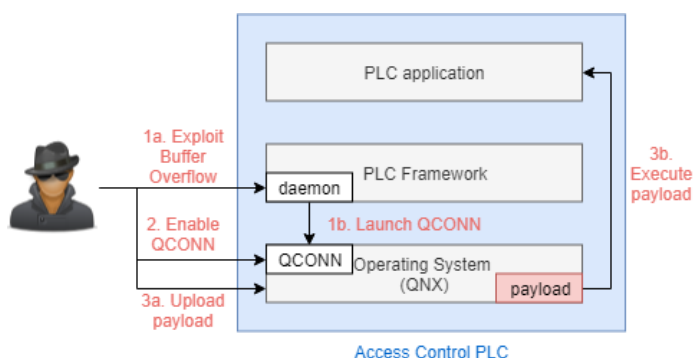 PLC application
1a. Exploit
Buffer
Overflow
3b.
Execute
payload
PLC Framework
daemon
2. Enable
QCONN
1b. Launch QCONN
QCONN
Operating System
(QNX)
3a. Upload
payload
payload
Access Control PLC